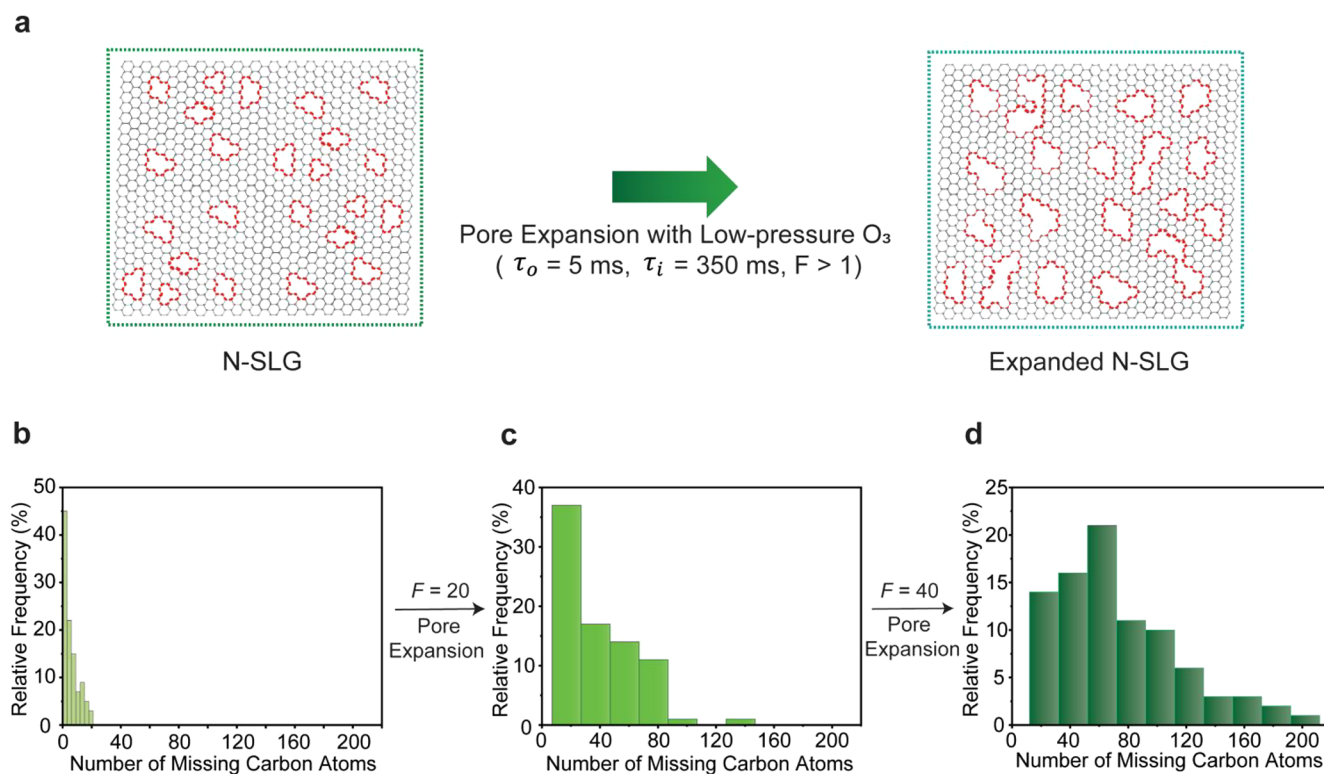 a
Pore Expansion with Low-pressure O₃
( τₒ = 5 ms, τᵢ = 350 ms, F > 1)
N-SLG
Expanded N-SLG
b
c
d
50
40
30
20
10
0
Relative Frequency (%)
0 40 80 120 160 200
Number of Missing Carbon Atoms
F = 20
Pore
Expansion
40
30
20
10
0
Relative Frequency (%)
0 40 80 120 160 200
Number of Missing Carbon Atoms
F = 40
Pore
Expansion
25
20
15
10
5
0
Relative Frequency (%)
0 40 80 120 160 200
Number of Missing Carbon Atoms